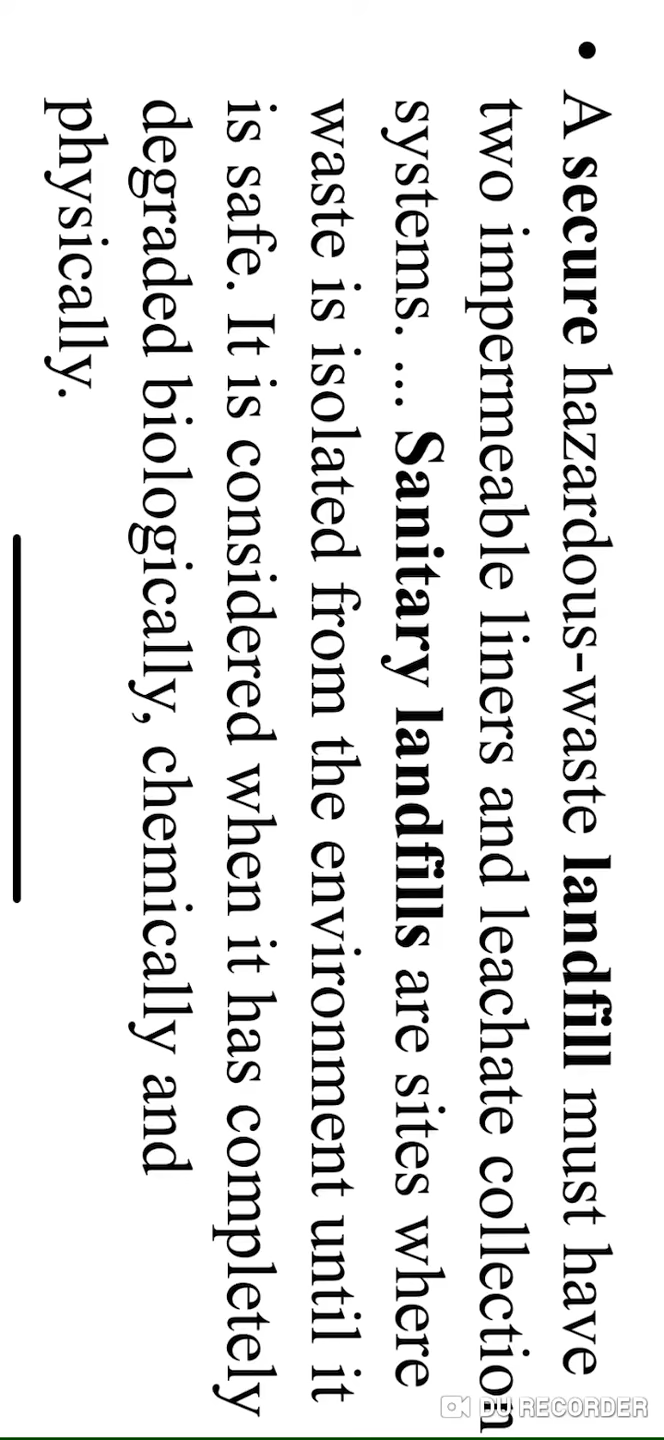 • A secure hazardous-waste landfill must have
two impermeable liners and leachate collection
systems. ... Sanitary landfills are sites where
waste is isolated from the environment until it
is safe. It is considered when it has completely
degraded biologically, chemically and
physically.
DU RECORDER